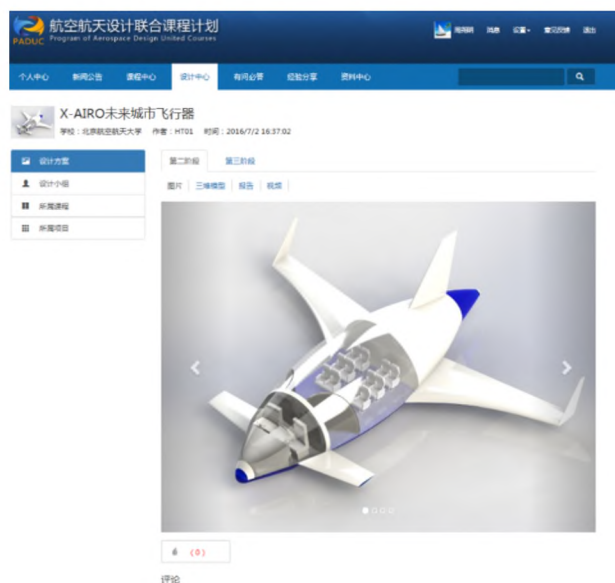 航空航天设计联合课程计划
PADUC Program of Aerospace Design United Courses
消息 设置 意见反馈 退出
个人中心 新闻公告 课程中心 设计中心 有问必答 经验分享 资料中心
X-AIRO未来城市飞行器
学校：北京航空航天大学 作者：HT01 时间：2016/7/2 16:37:02
设计方案
设计小组
所属课程
所属项目
第二阶段 第三阶段
图片 三维模型 报告 视频
(0)
评论